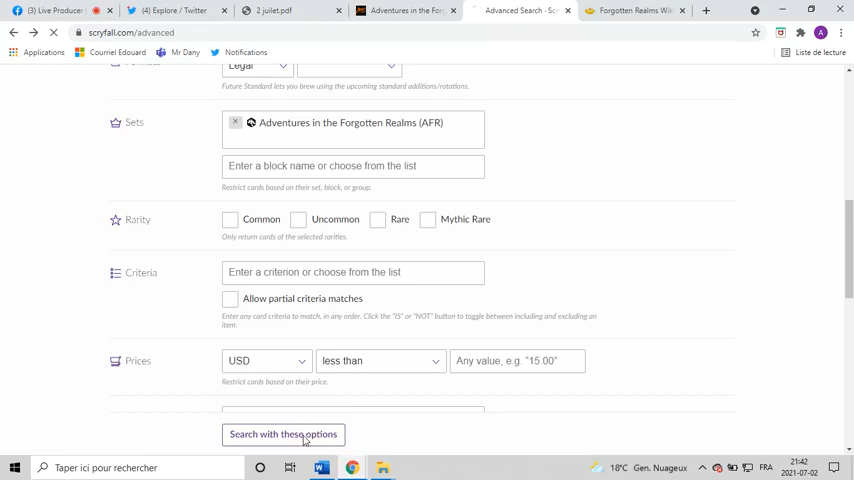 (3) Live Producer
(4) Explore / Twitter
2 juilet.pdf
Adventures in the For
Advanced Search · Scr
Forgotten Realms Wik
scryfall.com/advanced
Applications
Courriel Edouard
Mr Dany
Magic Spoiler
Liste de lecture
Legal
Future Standard lets you brew using the upcoming standard additions/rotations.
Sets
Adventures in the Forgotten Realms (AFR)
Enter a block name or choose from the list
Restrict cards based on their set, block, or group.
Rarity
Common
Uncommon
Rare
Mythic Rare
Only return cards of the selected rarities.
Criteria
Enter a criterion or choose from the list
Allow partial criteria matches
Enter any card criteria to match, in any order. Click the "IS" or "NOT" button to toggle between including and excluding an
item.
Prices
USD
less than
Any value, e.g. "15.00"
Restrict cards based on their price.
Search with these options
Taper ici pour rechercher
18°C Gen. Nuageux
FRA
21:42
2021-07-02